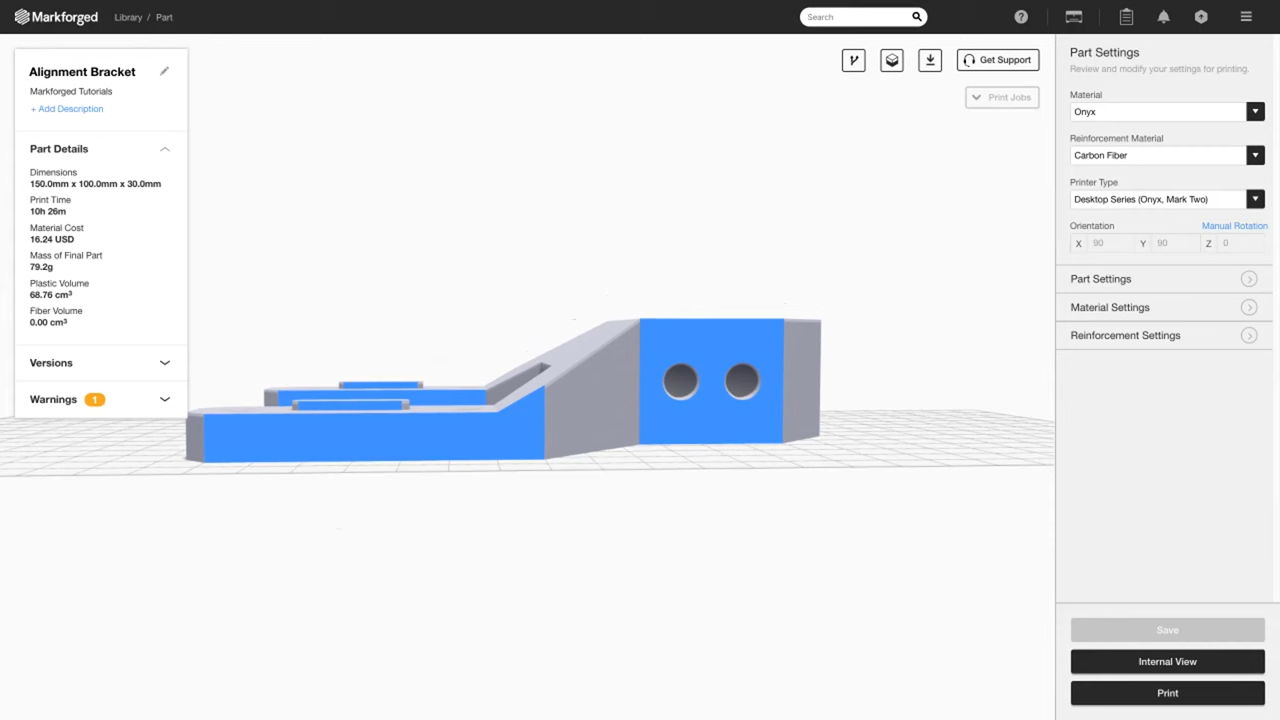 Markforged
Library / Part
Search
?
Alignment Bracket
Markforged Tutorials
+ Add Description
Part Details
Dimensions
150.0mm x 100.0mm x 30.0mm
Print Time
10h 26m
Material Cost
16.24 USD
Mass of Final Part
79.2g
Plastic Volume
68.76 cm³
Fiber Volume
0.00 cm³
Versions
Warnings 1
Get Support
Print Jobs
Part Settings
Review and modify your settings for printing.
Material
Onyx
Reinforcement Material
Carbon Fiber
Printer Type
Desktop Series (Onyx, Mark Two)
Orientation Manual Rotation
X 90 Y 90 Z 0
Part Settings
Material Settings
Reinforcement Settings
Save
Internal View
Print